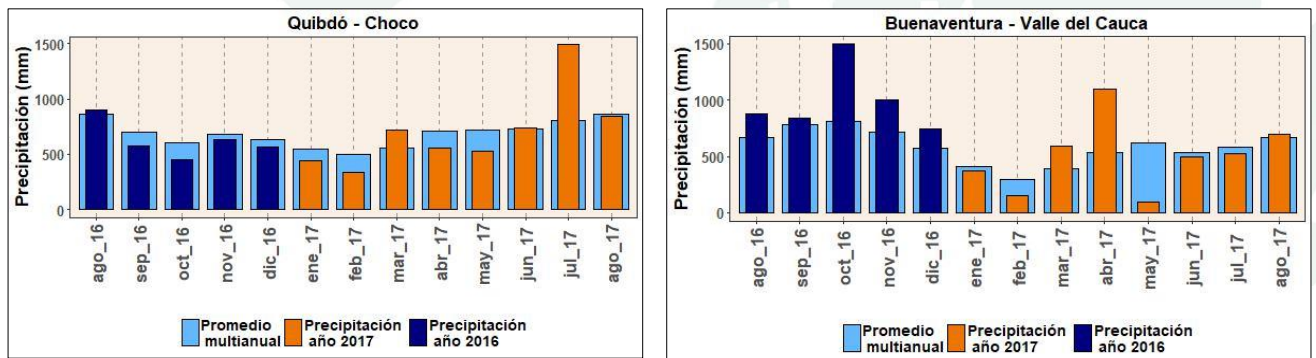 Quibdó - Choco
Precipitación (mm)
1500
1000
500
0
ago_16
sep_16
oct_16
nov_16
dic_16
ene_17
feb_17
mar_17
abr_17
may_17
jun_17
jul_17
ago_17
Promedio multianual
Precipitación año 2017
Precipitación año 2016
Buenaventura - Valle del Cauca
Precipitación (mm)
1500
1000
500
0
ago_16
sep_16
oct_16
nov_16
dic_16
ene_17
feb_17
mar_17
abr_17
may_17
jun_17
jul_17
ago_17
Promedio multianual
Precipitación año 2017
Precipitación año 2016